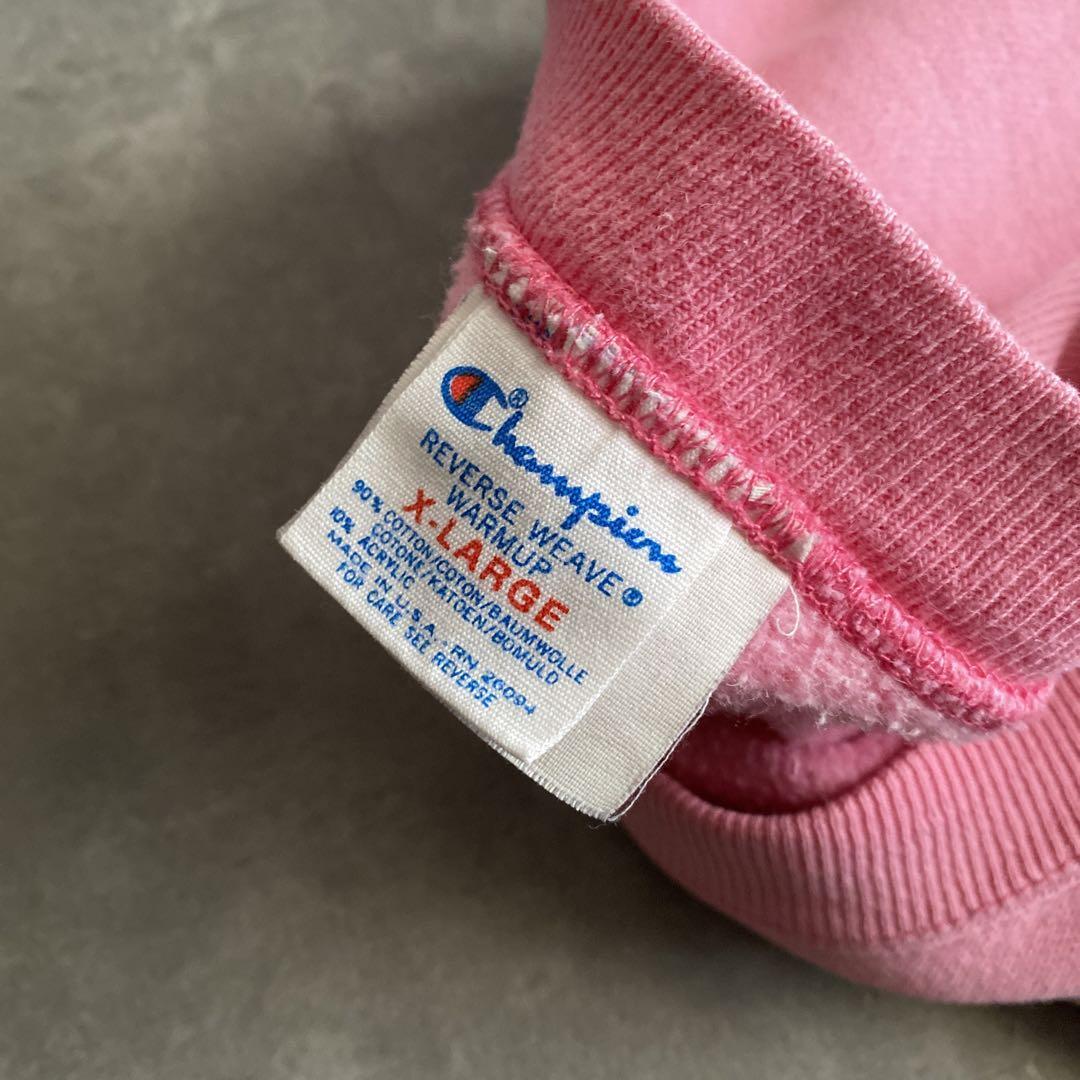 Champion®
REVERSE WEAVE®
WARMUP
X-LARGE
90% COTTON/COTON/BAUMWOLLE
COTONE/KATOEN/BOMULD
10% ACRYLIC
MADE IN U.S.A. RN 26094
FOR CARE SEE REVERSE